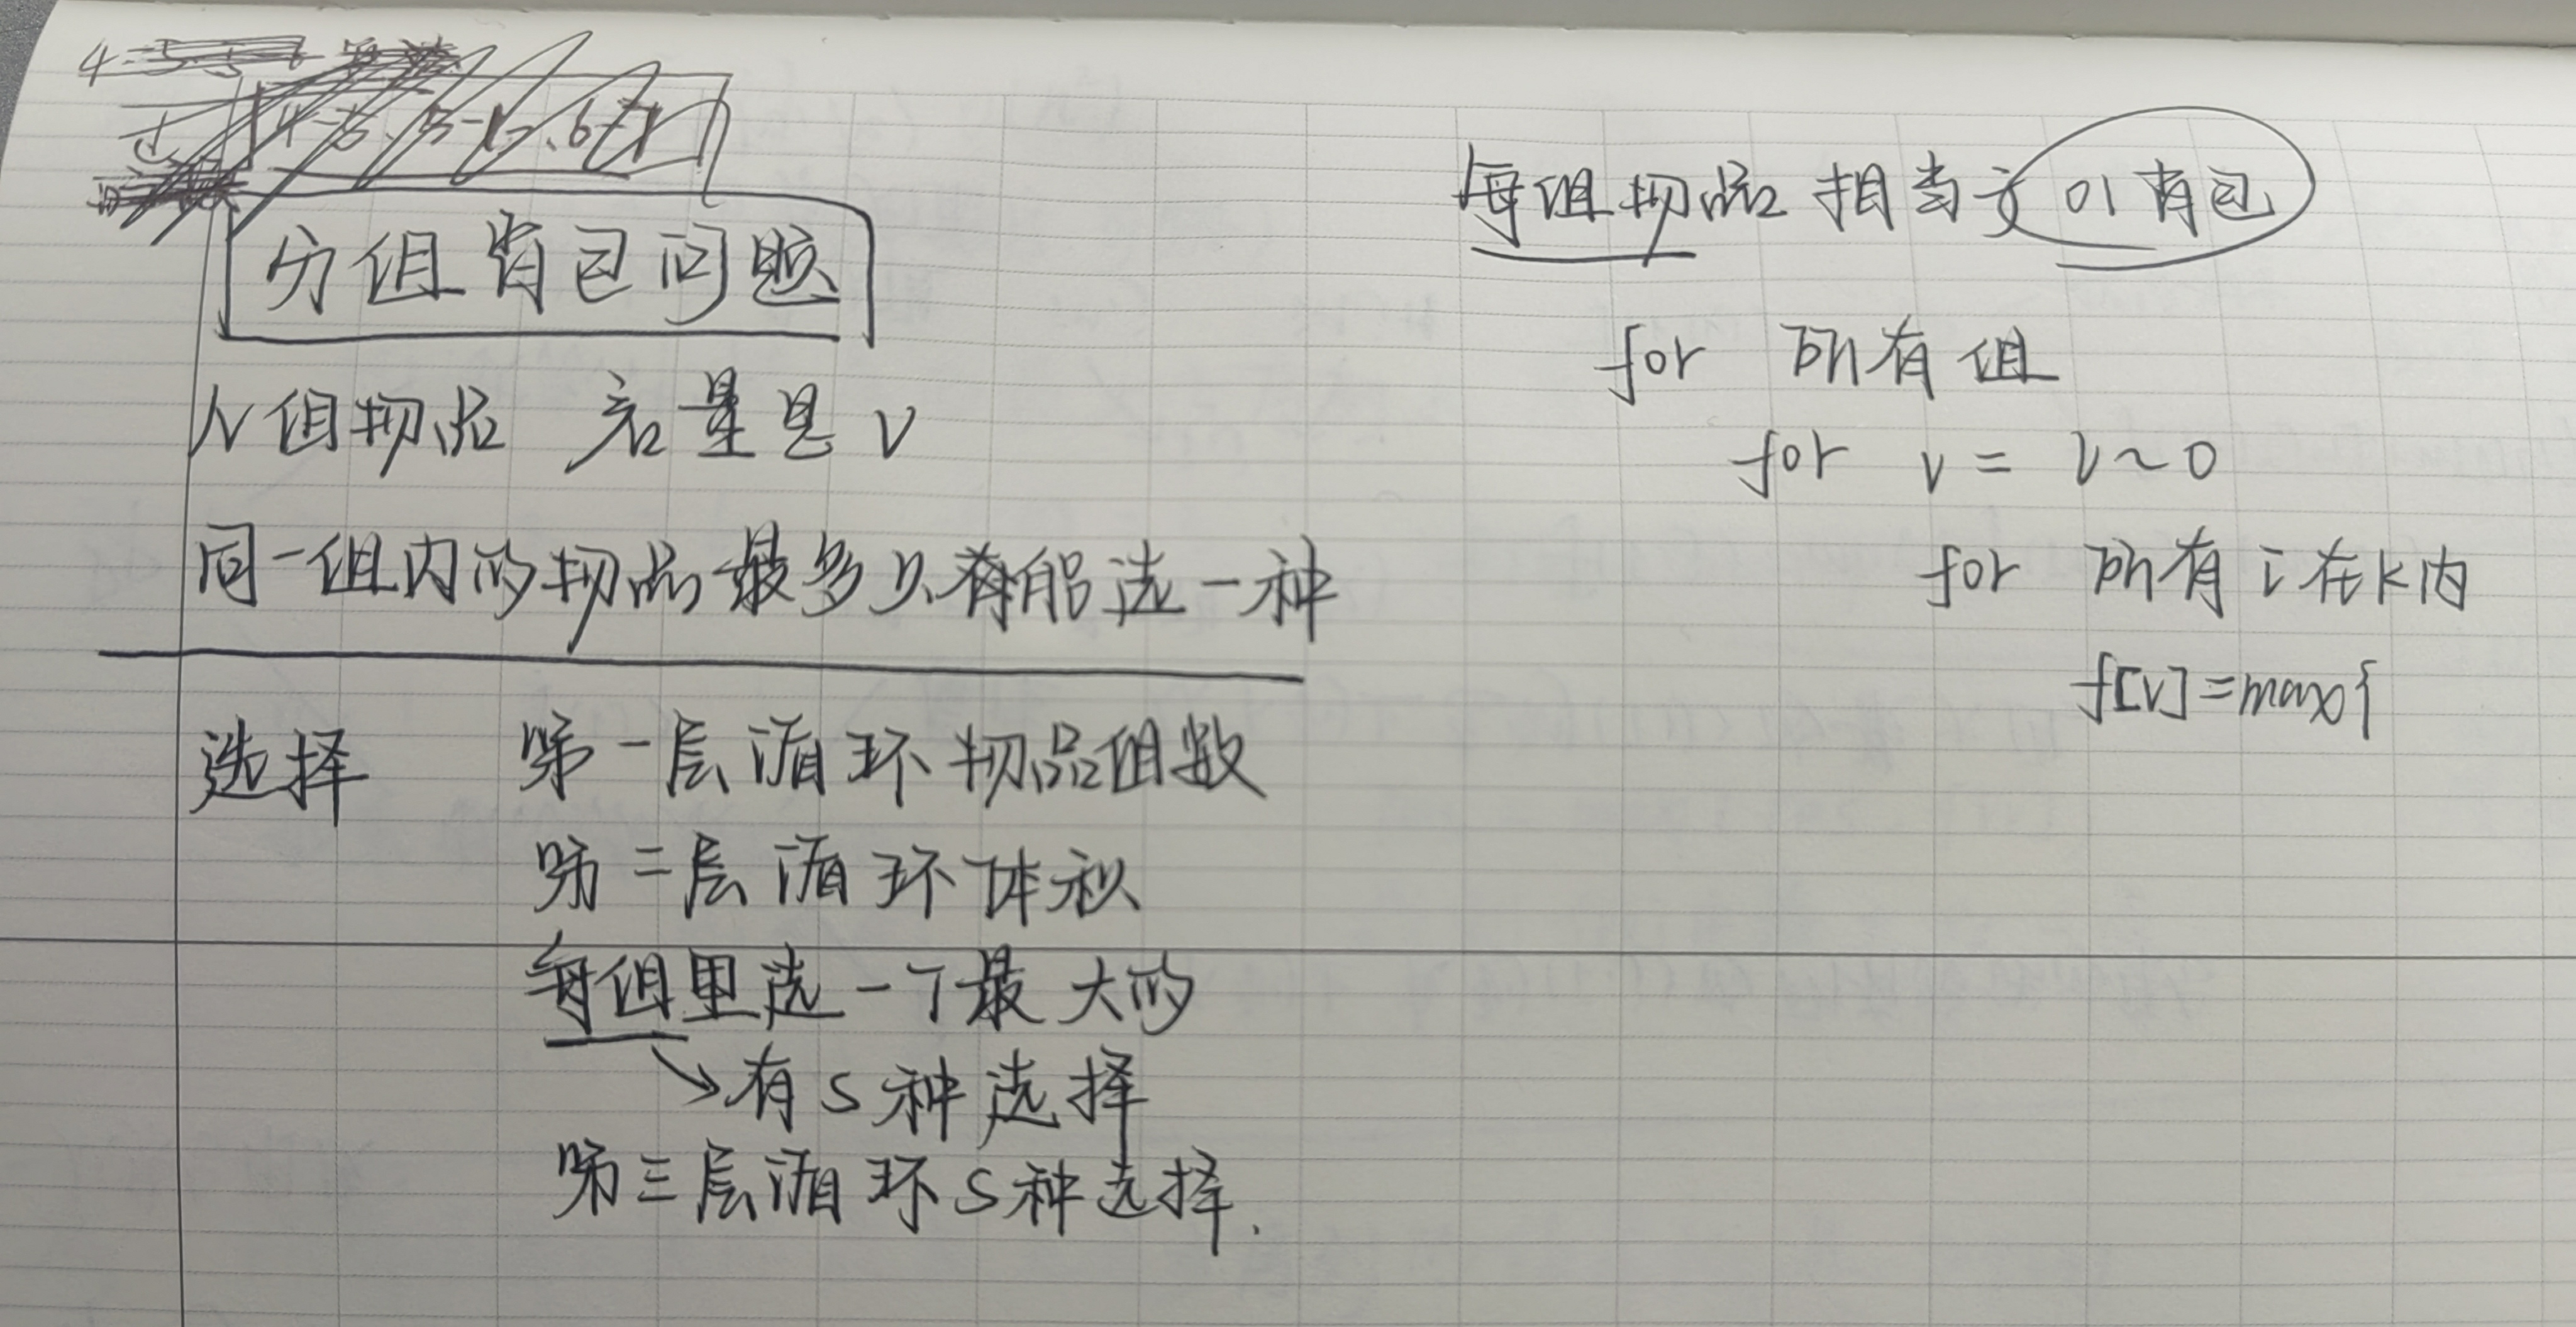 分组背包问题
N组物品 容量是V
同一组内的物品最多只有能选一种
选择 第一层循环物品组数
第二层循环体积
每组里选一个最大的
→有S种选择
第三层循环S种选择.
每组物品相当于01背包
for 所有组
for v = V~0
for 所有i在k内
f[v]=max{